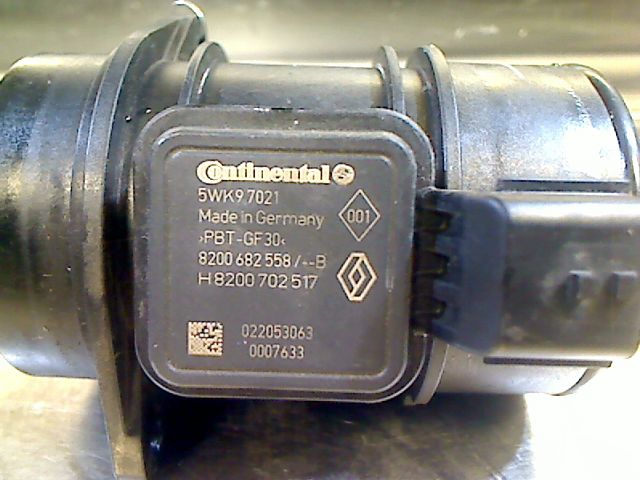 Continental
5WK9 7021
Made in Germany
001
›PBT-GF30‹
8200 682 558 /--B
H 8200 702 517
022053063
0007633